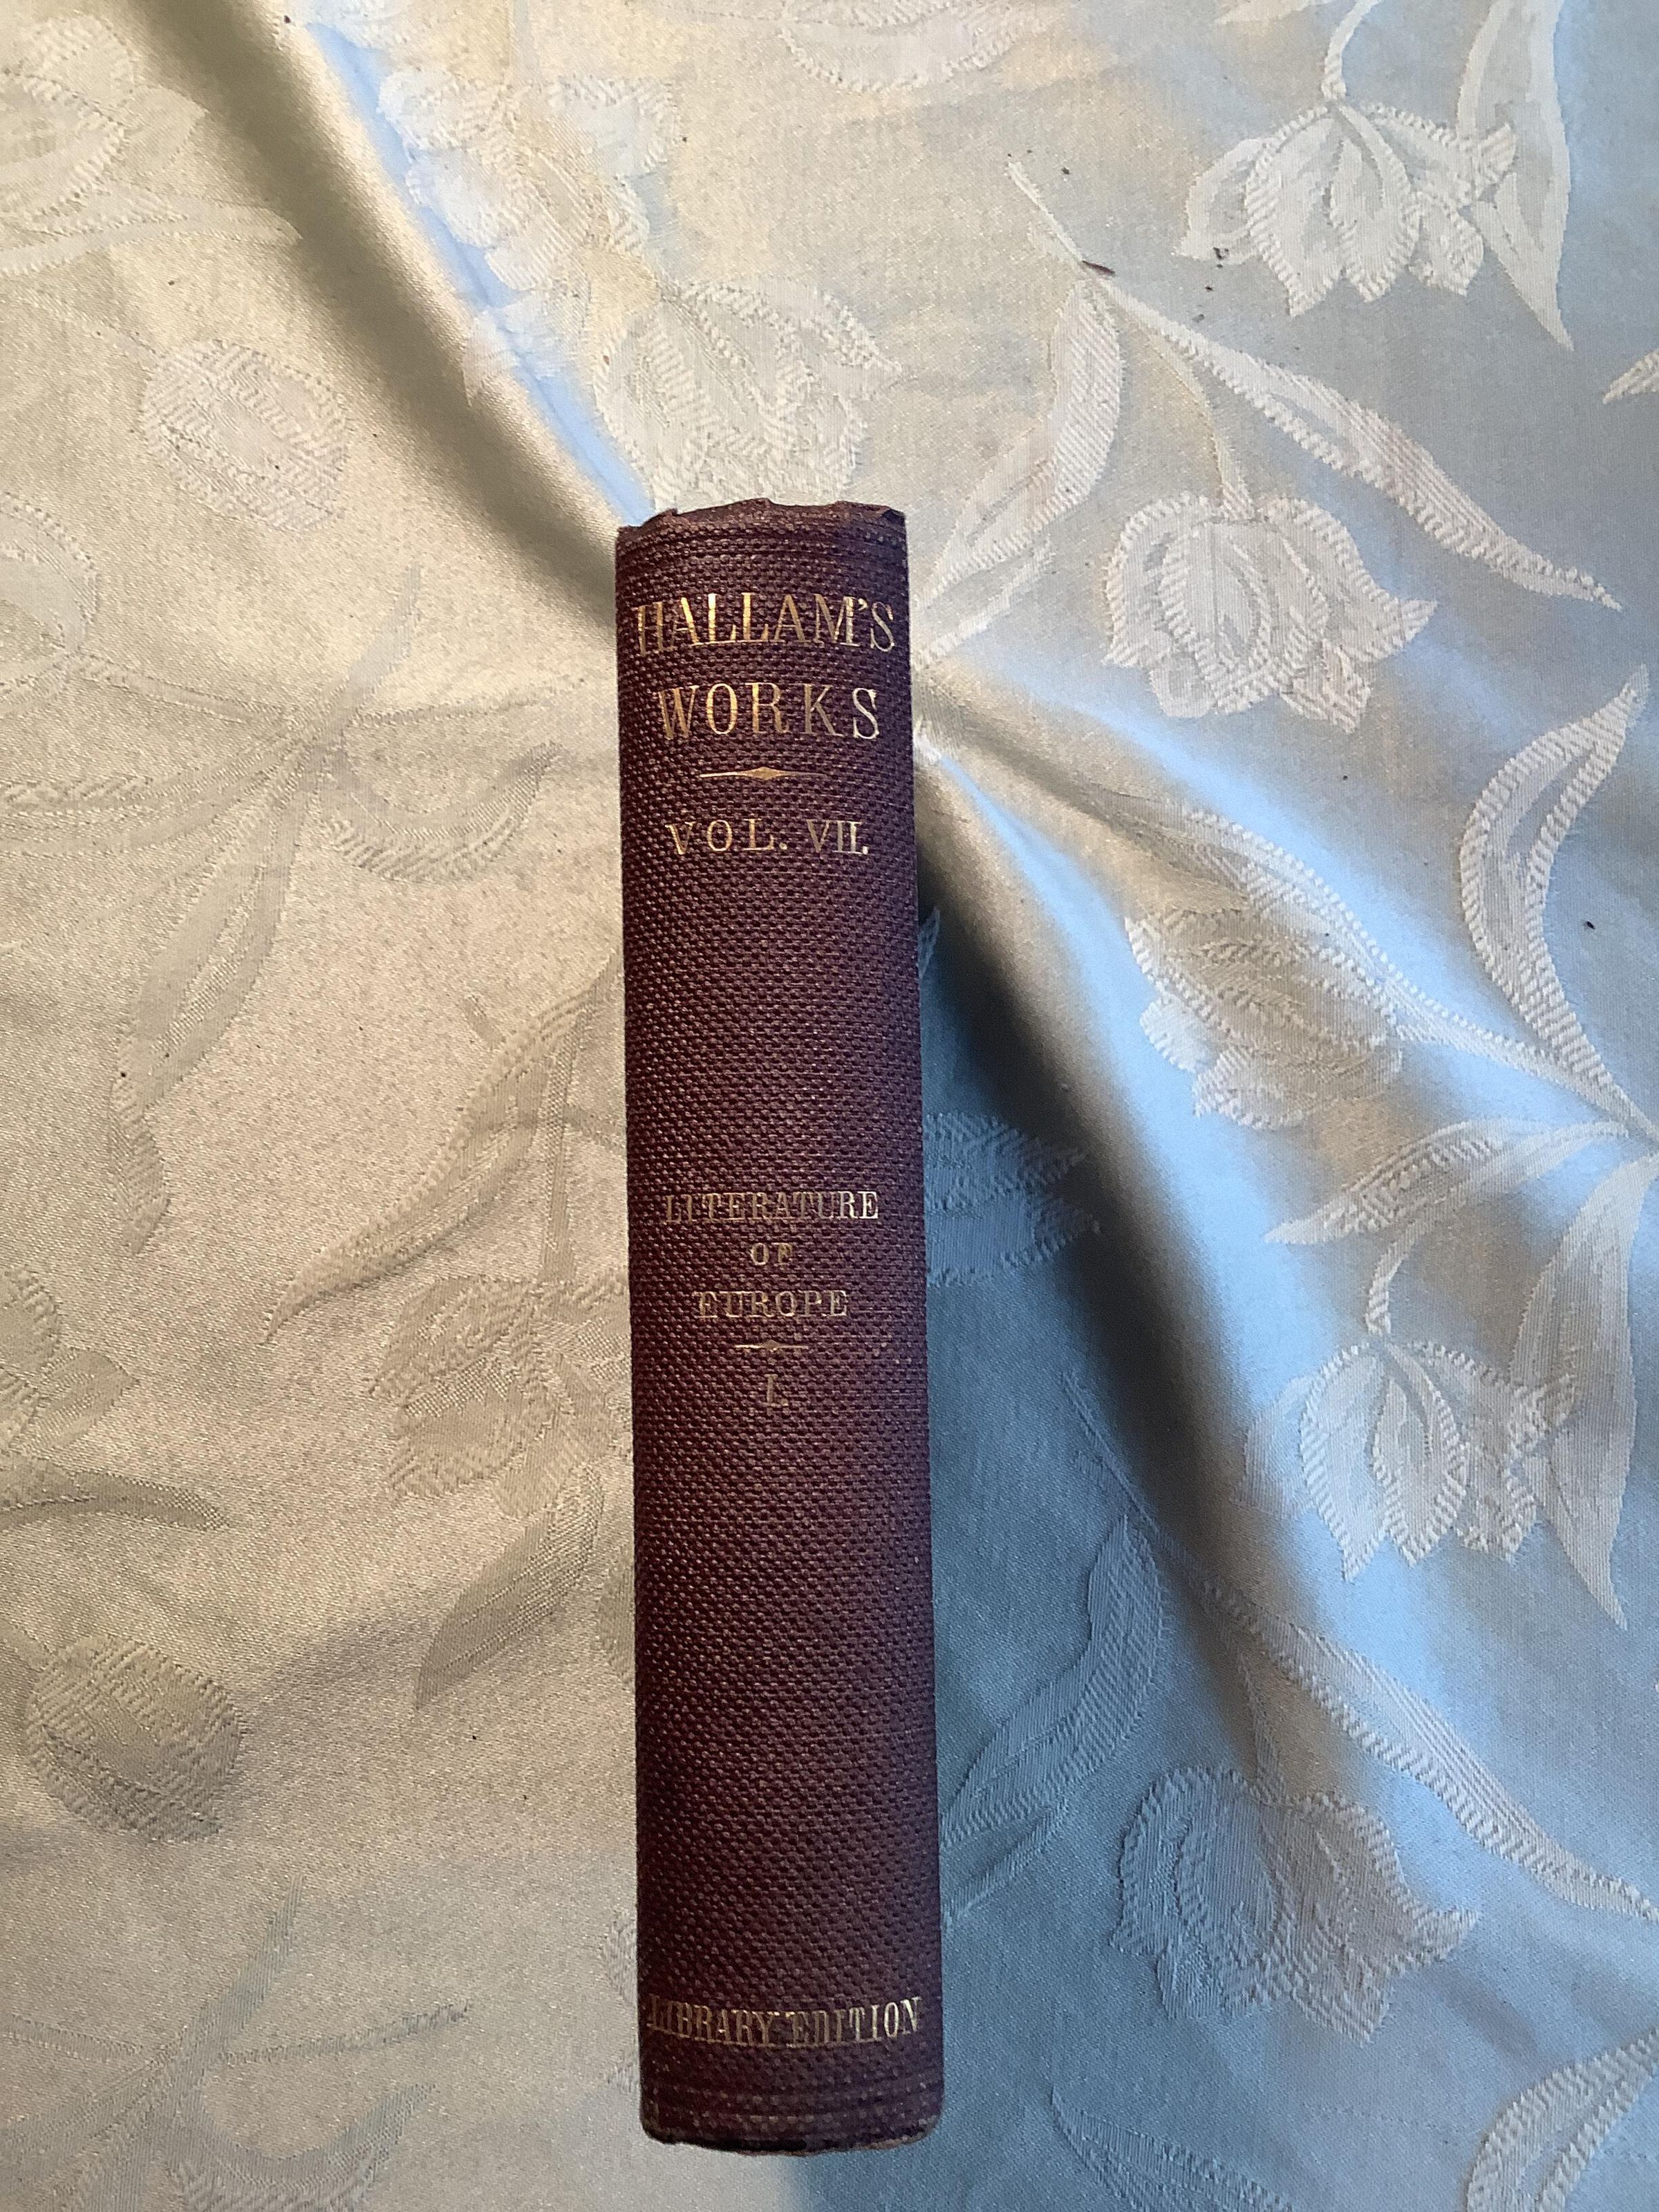 HALLAM'S
WORKS
VOL. VII.
LITERATURE
OF
EUROPE
I.
LIBRARY EDITION